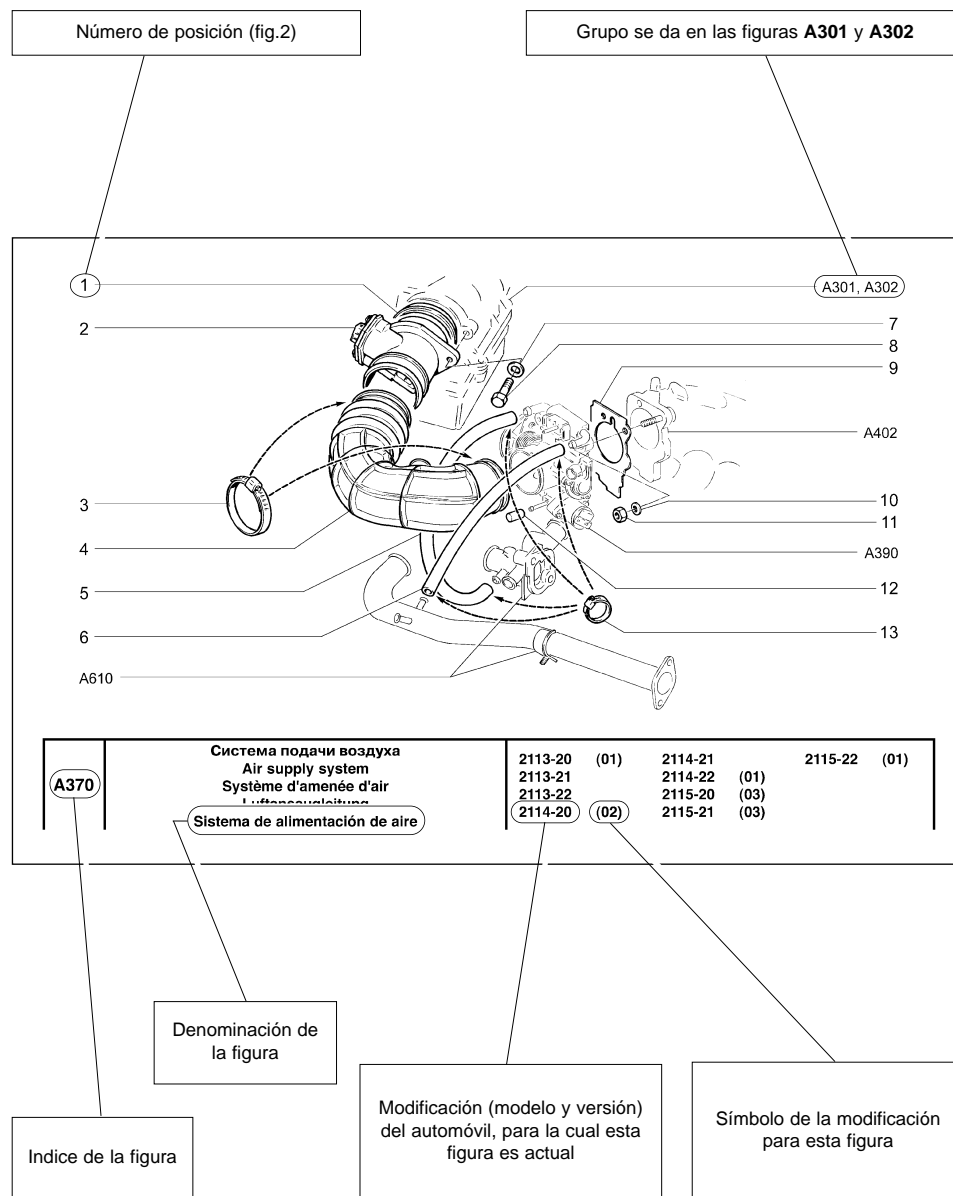 Número de posición (fig.2)
Grupo se da en las figuras A301 y A302
1
A301, A302
2
7
8
9
A402
3
10
11
4
A390
5
12
6
13
A610
A370
Система подачи воздуха
Air supply system
Système d'amenée d'air
Luftansaugleitung
Sistema de alimentación de aire
2113-20 (01) 2114-21 2115-22 (01)
2113-21 2114-22 (01)
2113-22 2115-20 (03)
2114-20 (02) 2115-21 (03)
Denominación de
la figura
Modificación (modelo y versión)
del automóvil, para la cual esta
figura es actual
Símbolo de la modificación
para esta figura
Indice de la figura